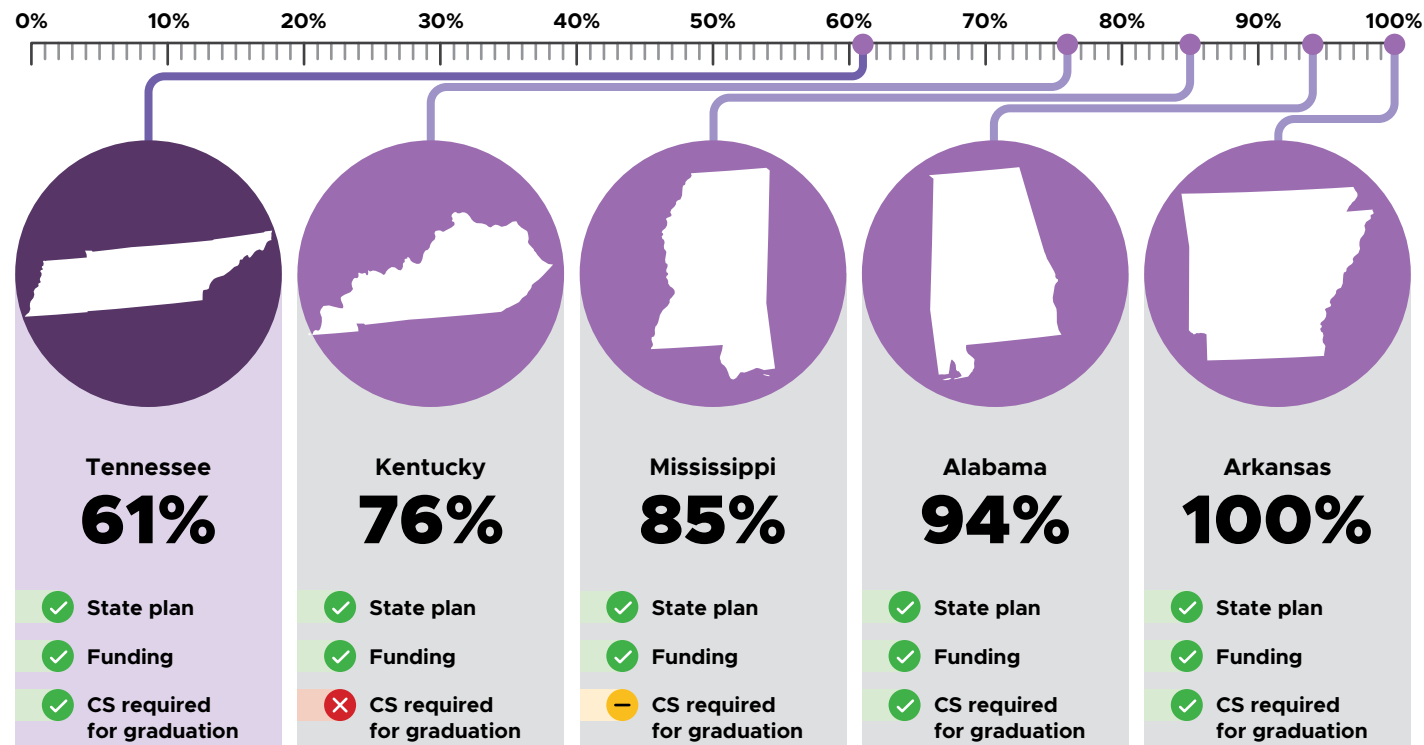 0% 10% 20% 30% 40% 50% 60% 70% 80% 90% 100%
Tennessee
61%
State plan
Funding
CS required
for graduation
Kentucky
76%
State plan
Funding
CS required
for graduation
Mississippi
85%
State plan
Funding
CS required
for graduation
Alabama
94%
State plan
Funding
CS required
for graduation
Arkansas
100%
State plan
Funding
CS required
for graduation